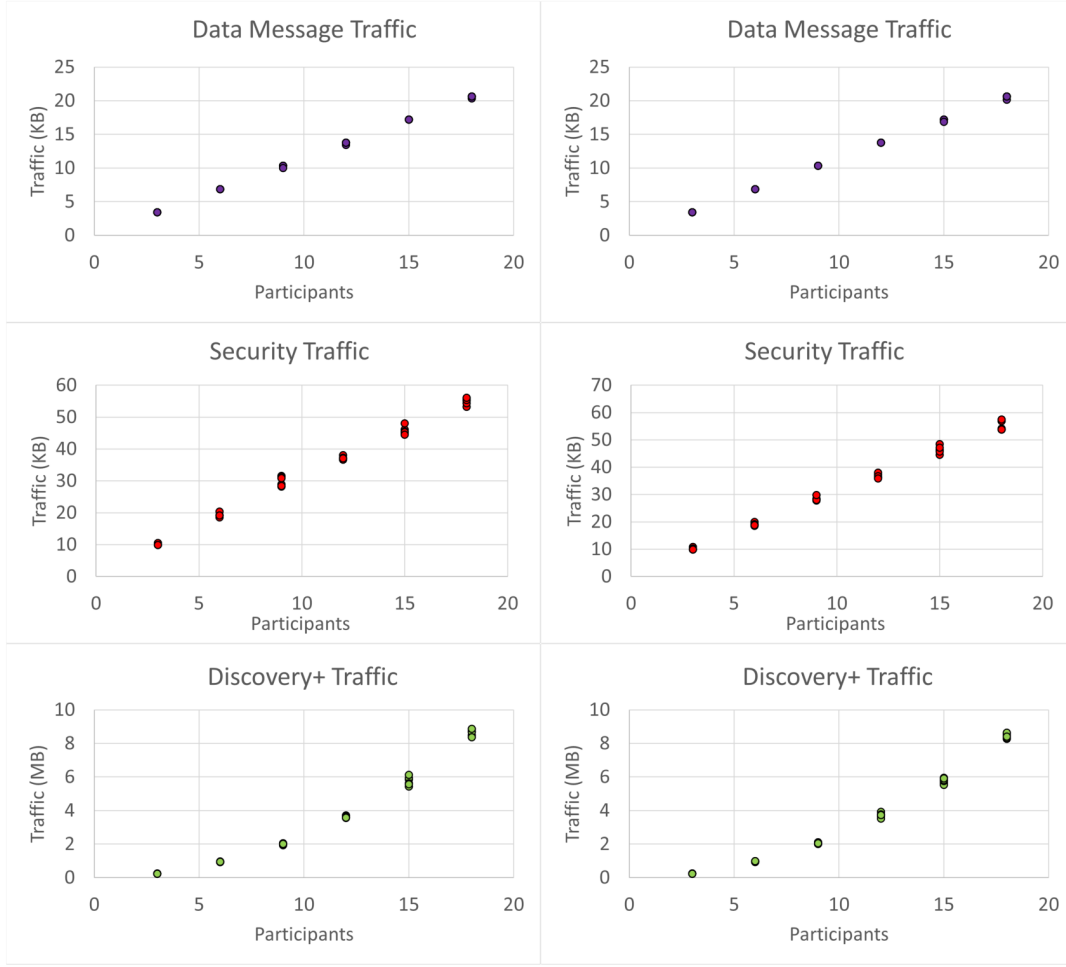 Data Message Traffic
25
20
15
10
5
0
Traffic (KB)
0 5 10 15 20
Participants
Data Message Traffic
25
20
15
10
5
0
Traffic (KB)
0 5 10 15 20
Participants
Security Traffic
60
50
40
30
20
10
0
Traffic (KB)
0 5 10 15 20
Participants
Security Traffic
70
60
50
40
30
20
10
0
Traffic (KB)
0 5 10 15 20
Participants
Discovery+ Traffic
10
8
6
4
2
0
Traffic (MB)
0 5 10 15 20
Participants
Discovery+ Traffic
10
8
6
4
2
0
Traffic (MB)
0 5 10 15 20
Participants